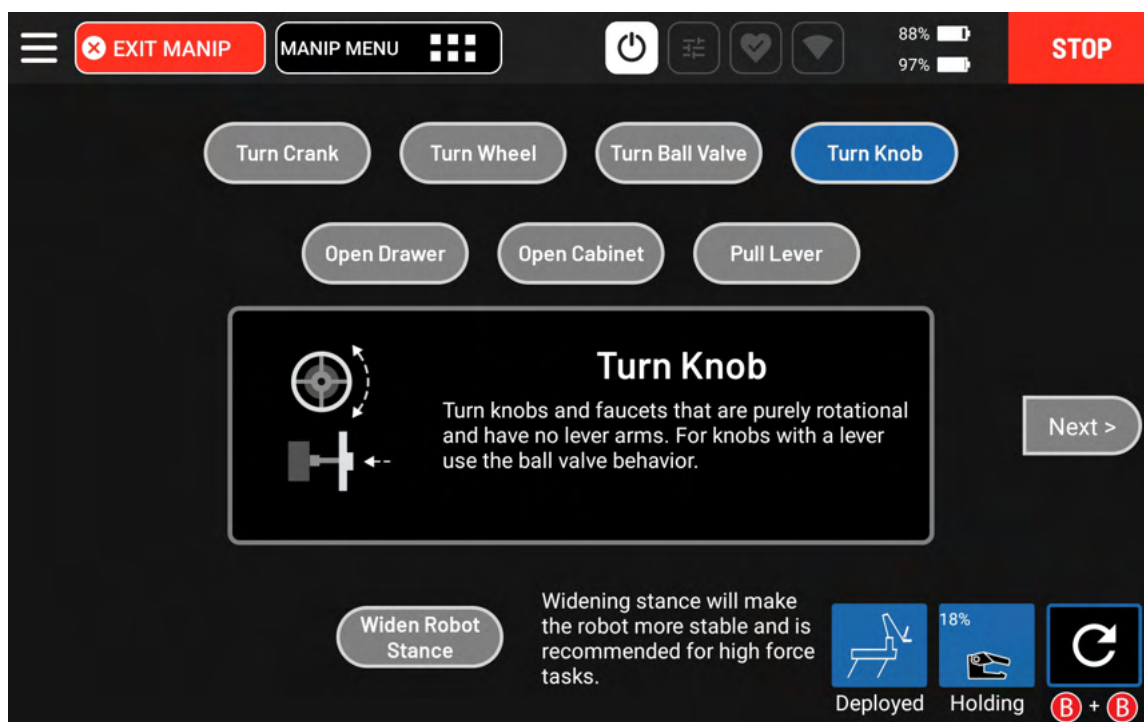 EXIT MANIP
MANIP MENU
88%
97%
STOP
Turn Crank
Turn Wheel
Turn Ball Valve
Turn Knob
Open Drawer
Open Cabinet
Pull Lever
Turn Knob
Turn knobs and faucets that are purely rotational
and have no lever arms. For knobs with a lever
use the ball valve behavior.
Next >
Widen Robot
Stance
Widening stance will make
the robot more stable and is
recommended for high force
tasks.
18%
Deployed
Holding
B + B